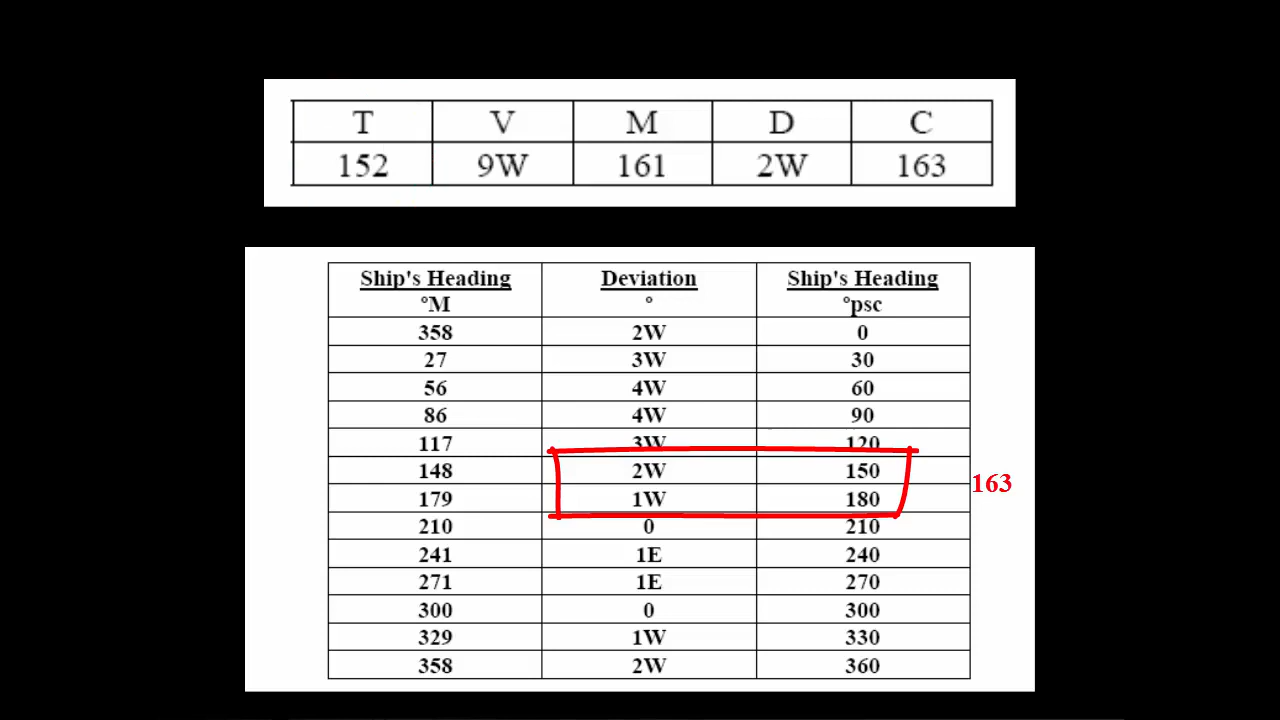 T V M D C
152 9W 161 2W 163
Ship's Heading Deviation Ship's Heading
°M ° °psc
358 2W 0
27 3W 30
56 4W 60
86 4W 90
117 3W 120
148 2W 150
163
179 1W 180
210 0 210
241 1E 240
271 1E 270
300 0 300
329 1W 330
358 2W 360